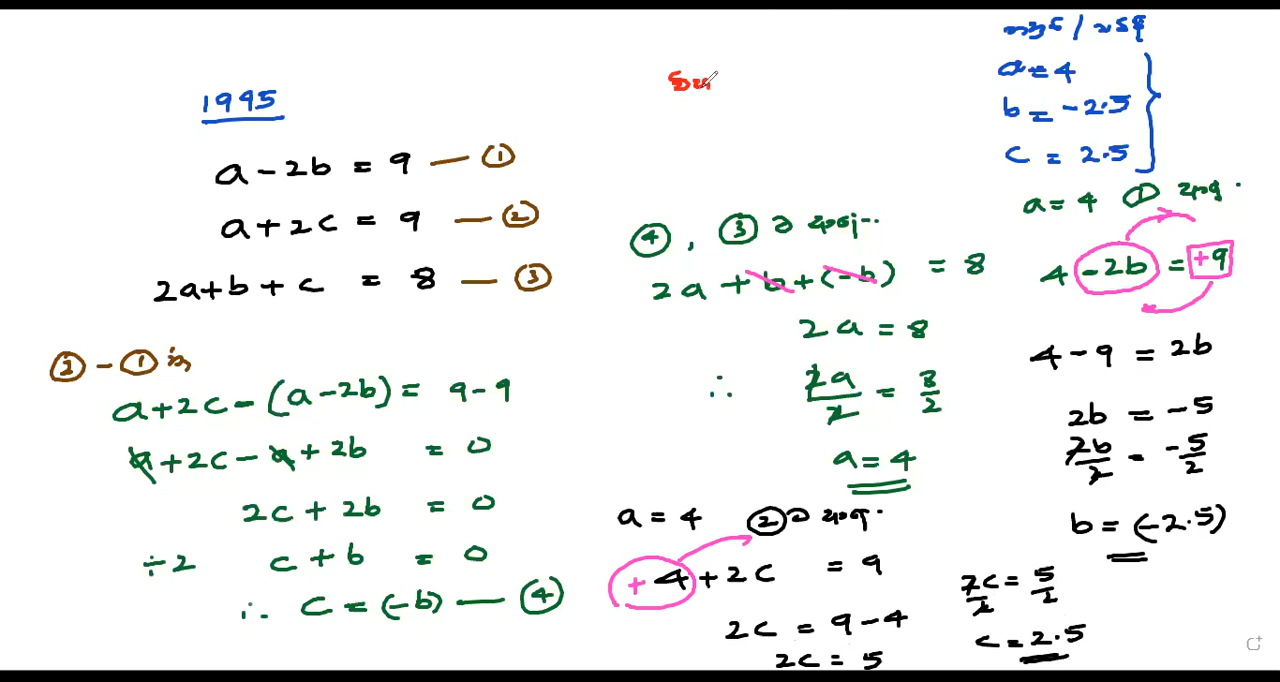 1995
a - 2b = 9 — ①
a + 2c = 9 — ②
2a + b + c = 8 — ③
② - ① න්
a + 2c - (a - 2b) = 9 - 9
a + 2c - a + 2b = 0
2c + 2b = 0
÷2 c + b = 0
∴ c = (-b) — ④
④ , ③ ට
2a + b + (-b) = 8
2a = 8
∴ 2a/2 = 8/2
a = 4
a = 4 ② ට
+4 + 2c = 9
2c = 9 - 4
2c = 5
2c/2 = 5/2
c = 2.5
a = 4
b = -2.5
c = 2.5
a = 4 ①
4 - 2b = +9
4 - 9 = 2b
2b = -5
2b/2 = -5/2
b = (-2.5)